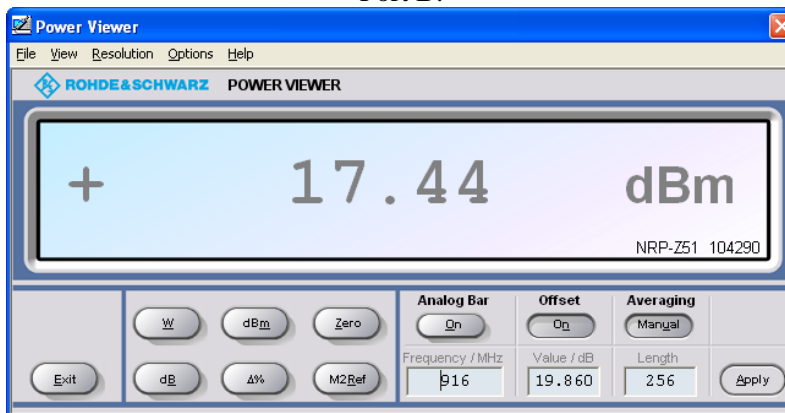 Power Viewer
File View Resolution Options Help
ROHDE&SCHWARZ POWER VIEWER
+ 17.44 dBm
NRP-Z51 104290
Analog Bar Offset Averaging
W dBm Zero On On Manual
Frequency / MHz Value / dB Length
Exit dB Δ% M2Ref 916 19.860 256 Apply